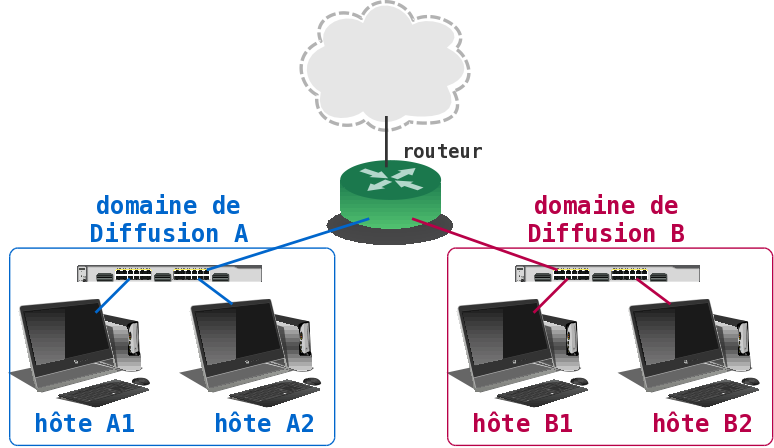 routeur
domaine de
Diffusion A
domaine de
Diffusion B
hôte A1
hôte A2
hôte B1
hôte B2